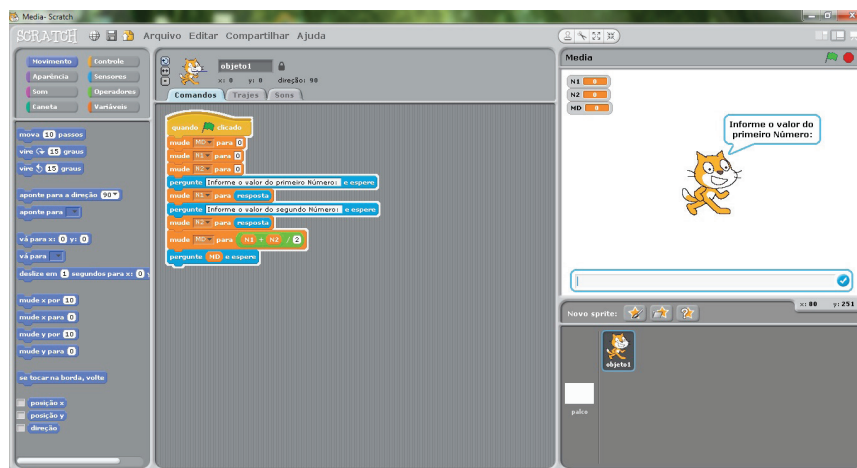 Media- Scratch
SCRATCH Arquivo Editar Compartilhar Ajuda
Movimento Controle
Aparência Sensores
Som Operadores
Caneta Variáveis
mova 10 passos
vire 15 graus
vire 15 graus
aponte para a direção 90
aponte para
vá para x: 0 y: 0
vá para
deslize em 1 segundos para x: 0 y
mude x por 10
mude x para 0
mude y por 10
mude y para 0
se tocar na borda, volte
posição x
posição y
direção
objeto1
x: 0 y: 0 direção: 90
Comandos Trajes Sons
quando clicado
mude MD para 0
mude N1 para 0
mude N2 para 0
pergunte Informe o valor do primeiro Número: e espere
mude N1 para resposta
pergunte Informe o valor do segundo Número: e espere
mude N2 para resposta
mude MD para N1 + N2 / 2
pergunte MD e espere
Media
N1 0
N2 0
MD 0
Informe o valor do
primeiro Número:
x: 80 y: 251
Novo sprite:
objeto1
palco